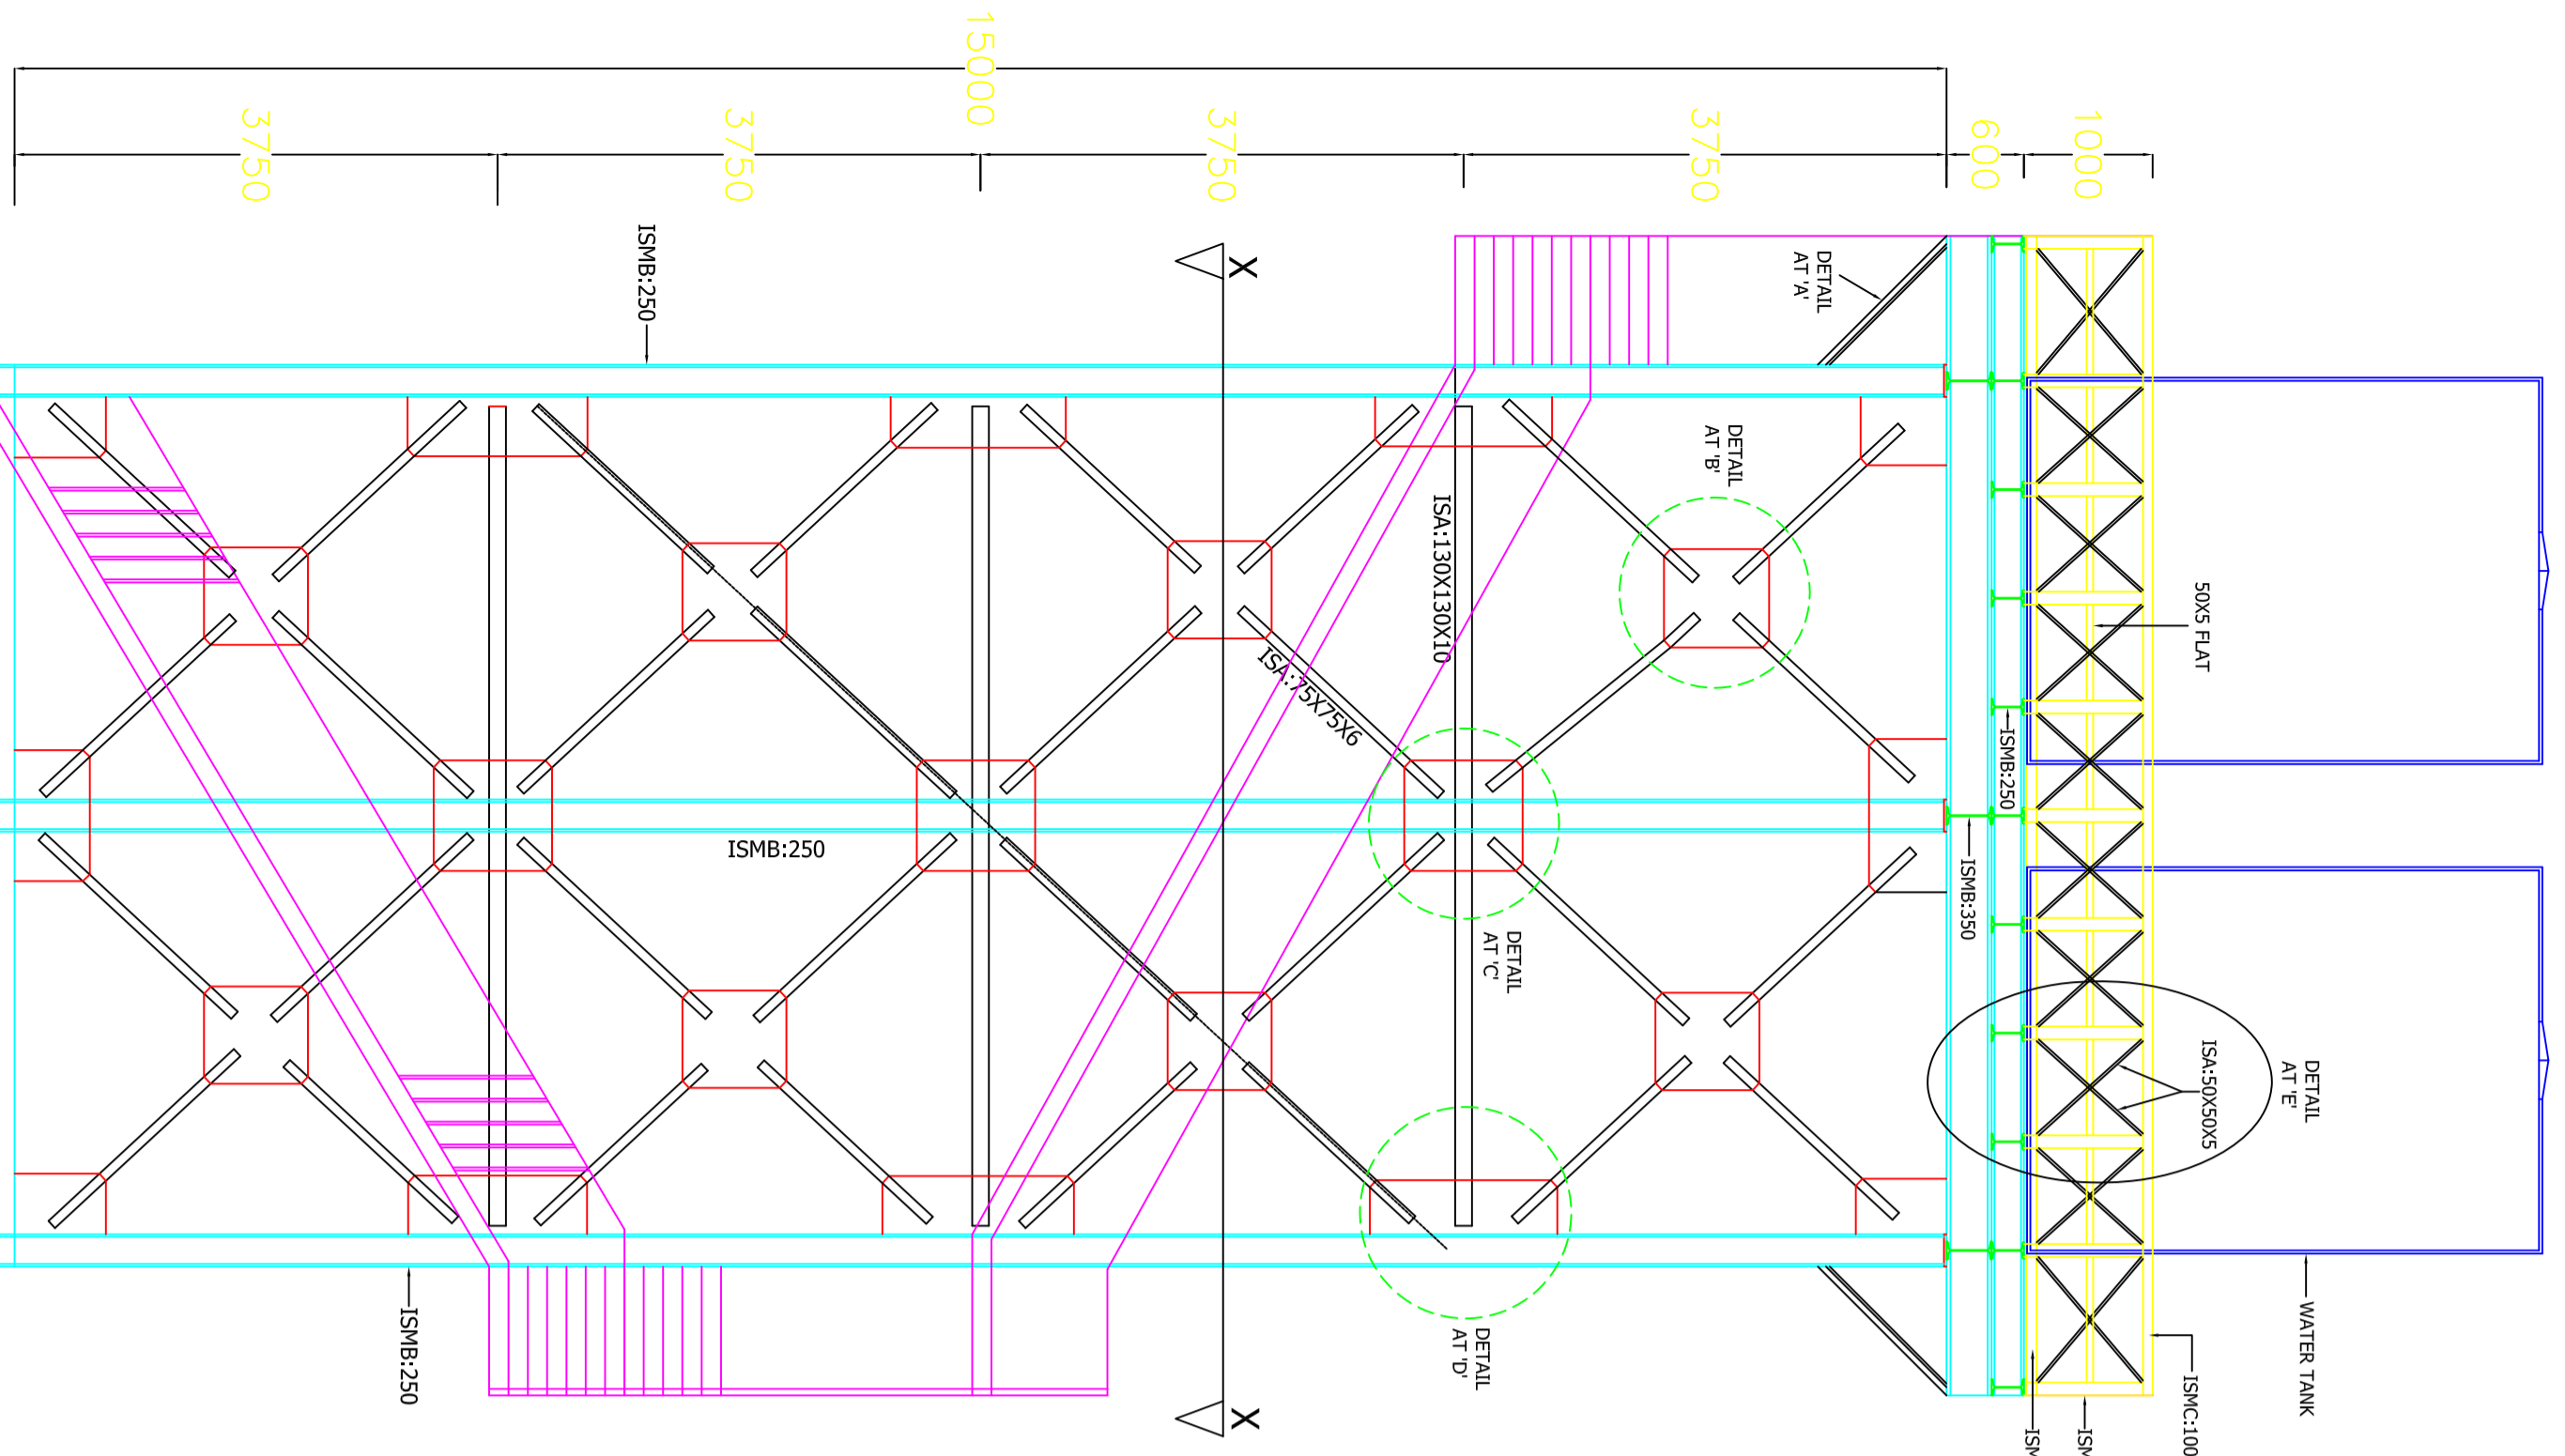 WATER TANK
DETAIL
AT 'E'
ISA:50X50X5
50X5 FLAT
ISMC:100
1000
600
ISMB:250
ISMB:350
DETAIL
AT 'A'
DETAIL
AT 'B'
3750
DETAIL
AT 'C'
DETAIL
AT 'D'
ISA:130X130X10
ISA:75X75X6
X
X
3750
15000
ISMB:250
3750
ISMB:250
ISMB:250
3750